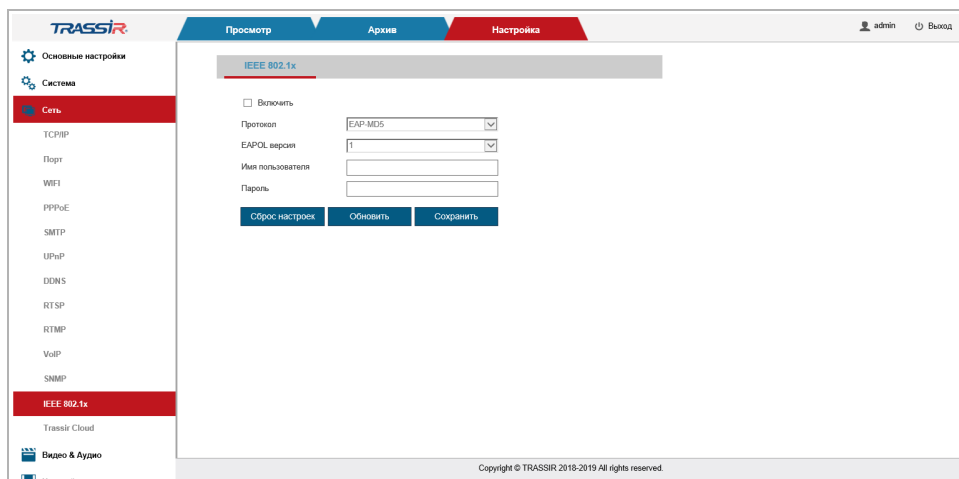 TRASSIR
Просмотр
Архив
Настройка
admin
Выход
Основные настройки
Система
Сеть
TCP/IP
Порт
WIFI
PPPoE
SMTP
UPnP
DDNS
RTSP
RTMP
VoIP
SNMP
IEEE 802.1x
Trassir Cloud
Видео & Аудио
IEEE 802.1x
Включить
Протокол EAP-MD5
EAPOL версия 1
Имя пользователя
Пароль
Сброс настроек Обновить Сохранить
Copyright © TRASSIR 2018-2019 All rights reserved.